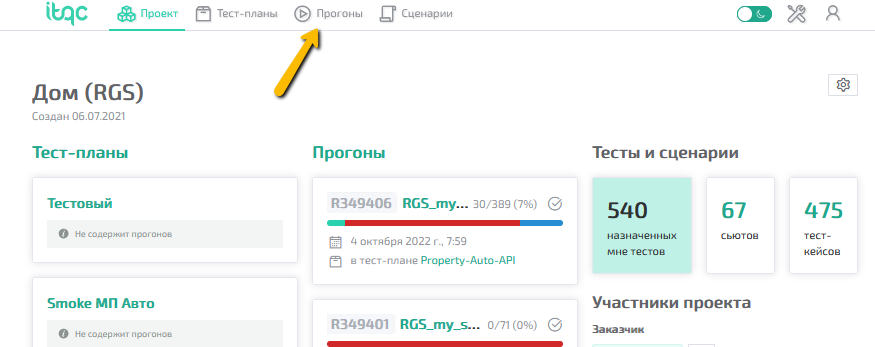 itqc Проект Тест-планы Прогоны Сценарии
Дом (RGS)
Создан 06.07.2021
Тест-планы
Тестовый
Не содержит прогонов
Smoke МП Авто
Не содержит прогонов
Прогоны
R349406 RGS_my... 30/389 (7%)
4 октября 2022 г., 7:59
в тест-плане Property-Auto-API
R349401 RGS_my_s... 0/71 (0%)
Тесты и сценарии
540
назначенных
мне тестов
67
сьютов
475
тест-
кейсов
Участники проекта
Заказчик